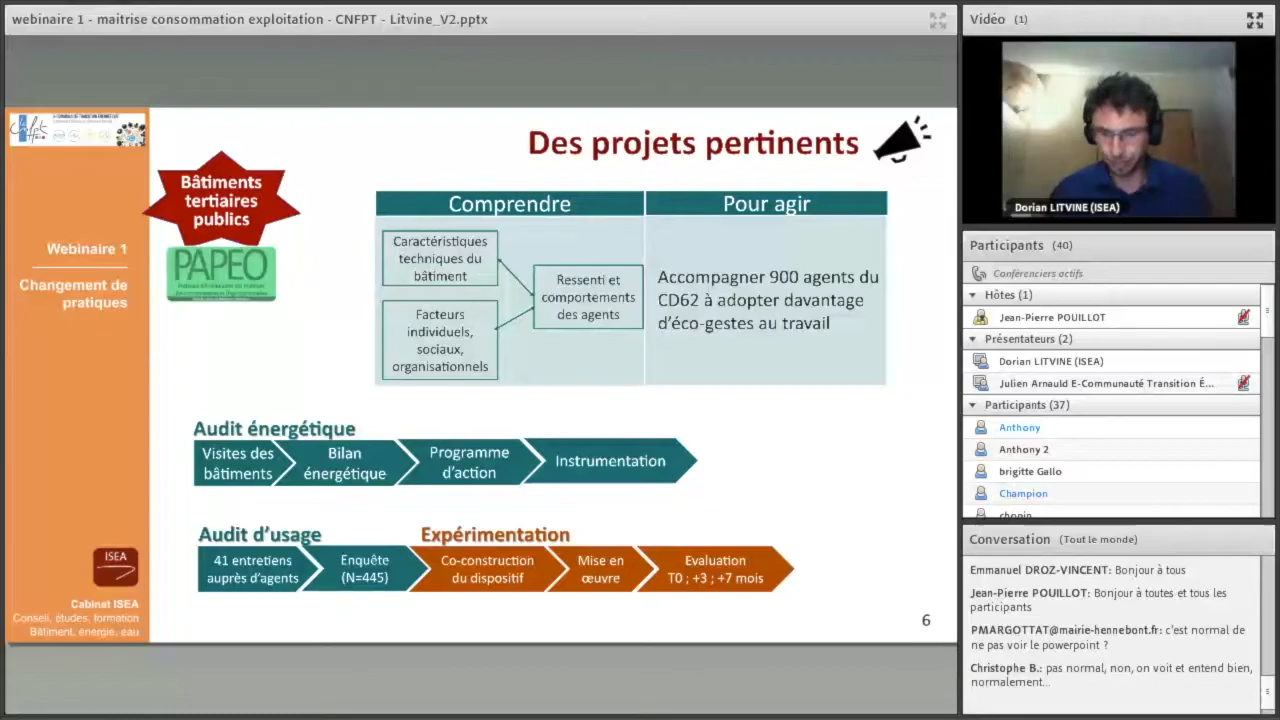 webinaire 1 - maitrise consommation exploitation - CNFPT - Litvine_V2.pptx
Des projets pertinents
Bâtiments
tertiaires
publics
PAPEO
Webinaire 1
Changement de
pratiques
Comprendre
Pour agir
Caractéristiques
techniques du
bâtiment
Facteurs
individuels,
sociaux,
organisationnels
Ressenti et
comportements
des agents
Accompagner 900 agents du
CD62 à adopter davantage
d’éco-gestes au travail
Audit énergétique
Visites des
bâtiments
Bilan
énergétique
Programme
d’action
Instrumentation
Audit d’usage
Expérimentation
41 entretiens
auprès d’agents
Enquête
(N=445)
Co-construction
du dispositif
Mise en
œuvre
Evaluation
T0 ; +3 ; +7 mois
ISEA
Cabinet ISEA
Conseil, études, formation
Bâtiment, énergie, eau
6
Vidéo (1)
Dorian LITVINE (ISEA)
Participants (40)
Conférenciers actifs
Hôtes (1)
Jean-Pierre POUILLOT
Présentateurs (2)
Dorian LITVINE (ISEA)
Julien Arnauld E-Communauté Transition É...
Participants (37)
Anthony
Anthony 2
brigitte Gallo
Champion
chopin
Conversation (Tout le monde)
Emmanuel DROZ-VINCENT: Bonjour à tous
Jean-Pierre POUILLOT: Bonjour à toutes et tous les
participants
PMARGOTTAT@mairie-hennebont.fr: c'est normal de
ne pas voir le powerpoint ?
Christophe B.: pas normal, non, on voit et entend bien,
normalement...